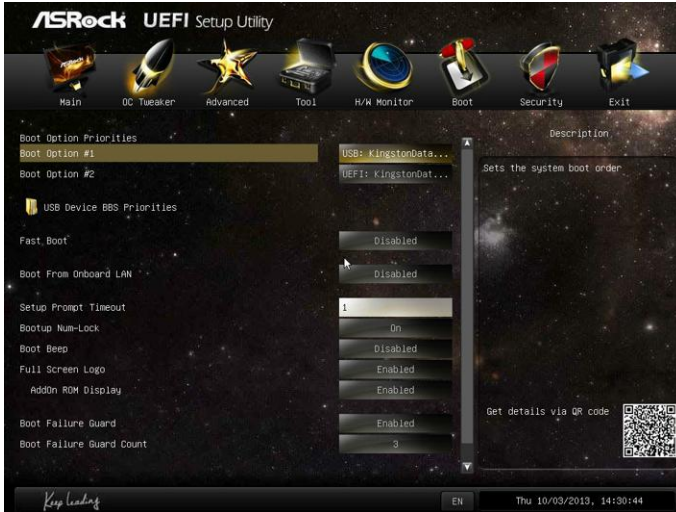 ASRock UEFI Setup Utility
Main OC Tweaker Advanced Tool H/W Monitor Boot Security Exit
Boot Option Priorities
Boot Option #1 USB: KingstonData...
Boot Option #2 UEFI: KingstonDat...
USB Device BBS Priorities
Fast Boot Disabled
Boot From Onboard LAN Disabled
Setup Prompt Timeout 1
Bootup Num-Lock On
Boot Beep Disabled
Full Screen Logo Enabled
AddOn ROM Display Enabled
Boot Failure Guard Enabled
Boot Failure Guard Count 3
Description
Sets the system boot order
Get details via QR code
Keep Leading
EN Thu 10/03/2013, 14:30:44